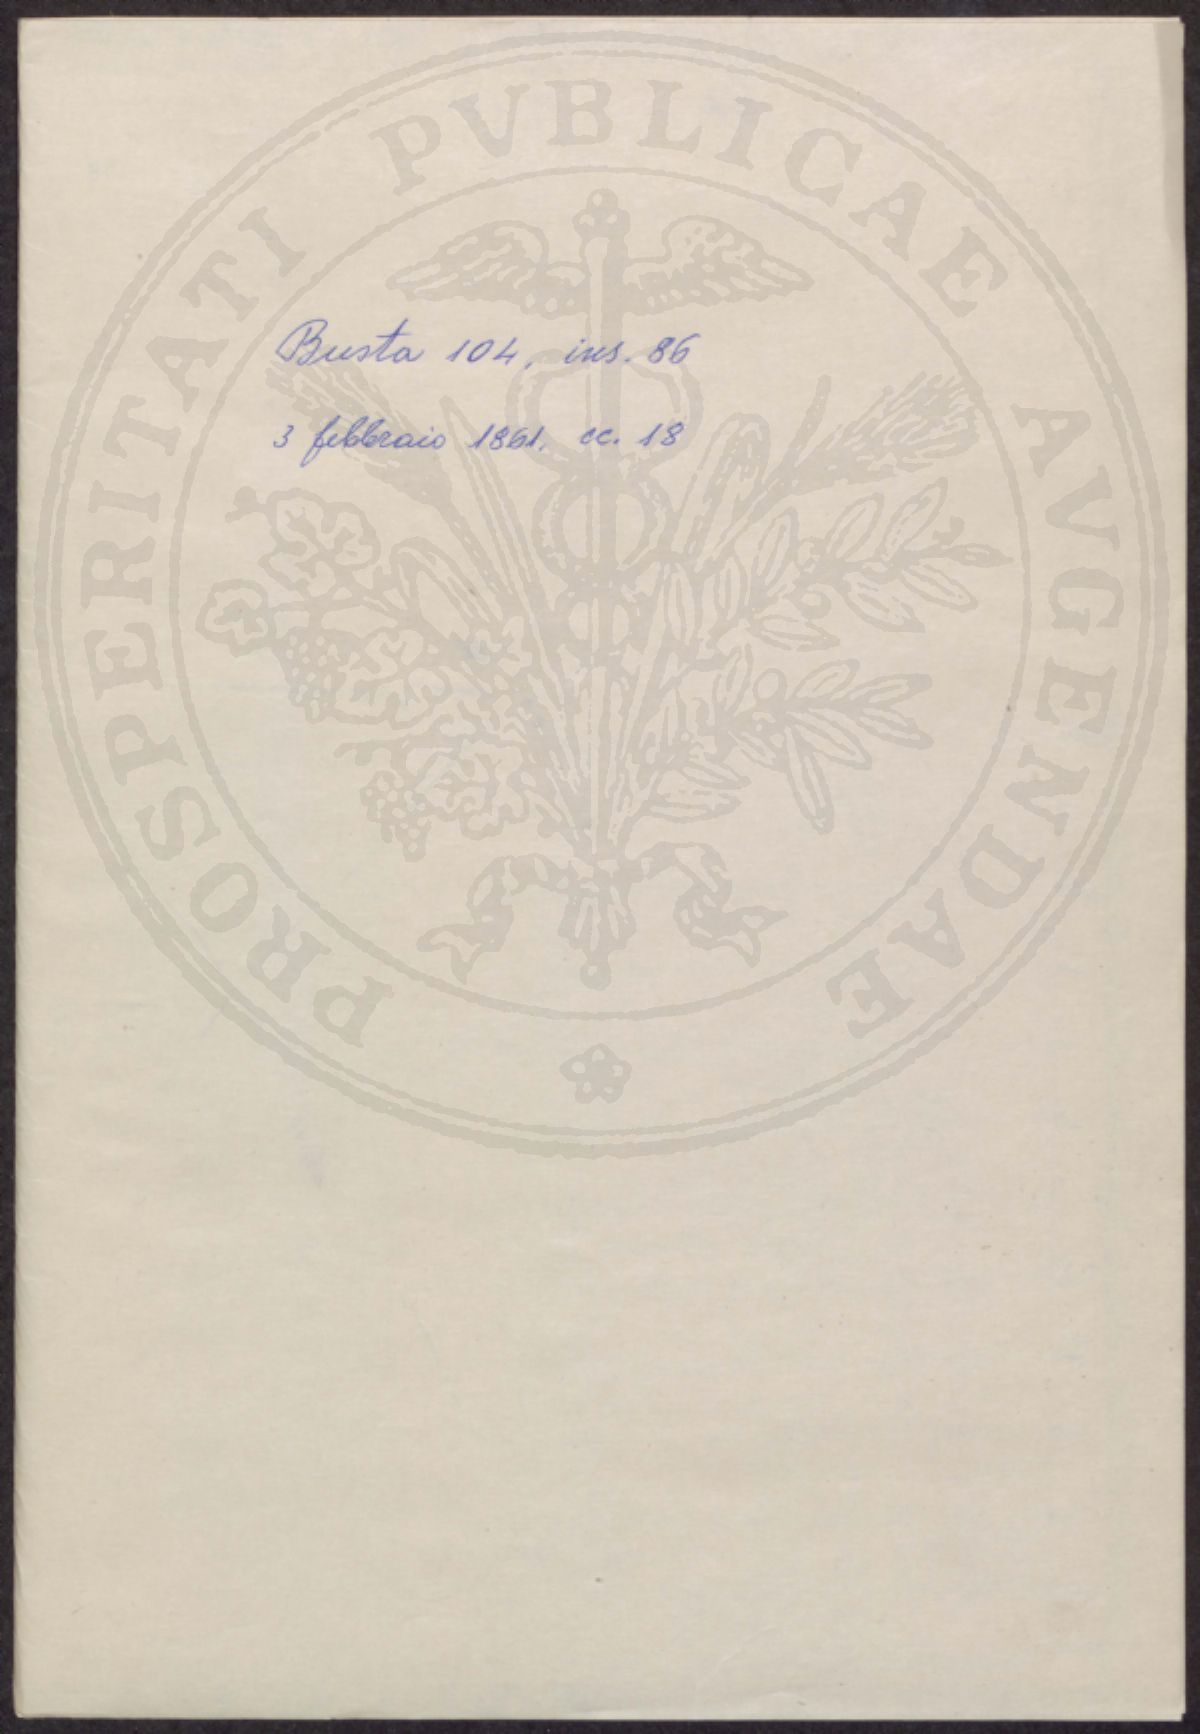 Busta 104, ins. 86
3 febbraio 1861, cc. 18
PROSPERITATI PVBLICAE AVGENDAE